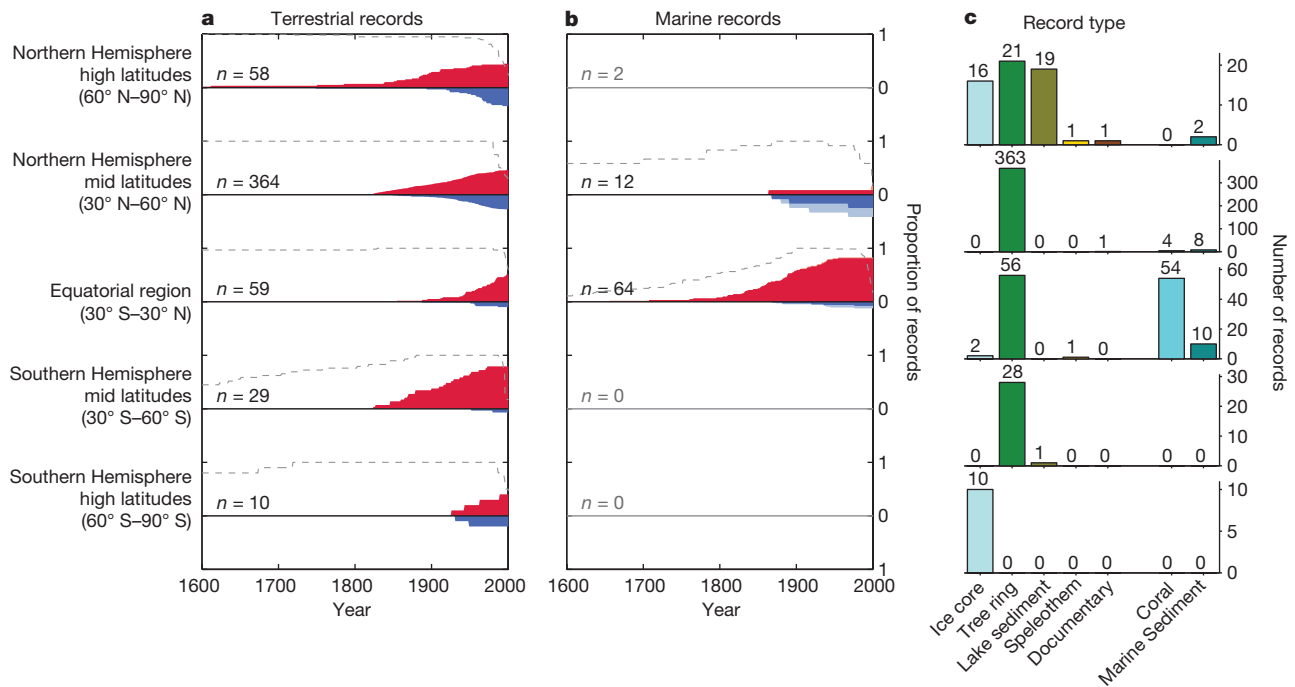 a Terrestrial records
b Marine records
c Record type
Northern Hemisphere
high latitudes
(60° N–90° N)
n = 58
n = 2
1
0
16 21 19 1 1 0 2
20
10
0
Northern Hemisphere
mid latitudes
(30° N–60° N)
n = 364
n = 12
1
0
0 363 0 0 1 4 8
300
200
100
0
Equatorial region
(30° S–30° N)
n = 59
n = 64
1
0
2 56 0 1 0 54 10
60
40
20
0
Southern Hemisphere
mid latitudes
(30° S–60° S)
n = 29
n = 0
1
0
0 28 1 0 0 0 0
30
20
10
0
Southern Hemisphere
high latitudes
(60° S–90° S)
n = 10
n = 0
1
0
1
10 0 0 0 0 0 0
10
5
0
Proportion of records
Number of records
1600 1700 1800 1900 2000
Year
1600 1700 1800 1900 2000
Year
Ice core
Tree ring
Lake sediment
Speleothem
Documentary
Coral
Marine Sediment